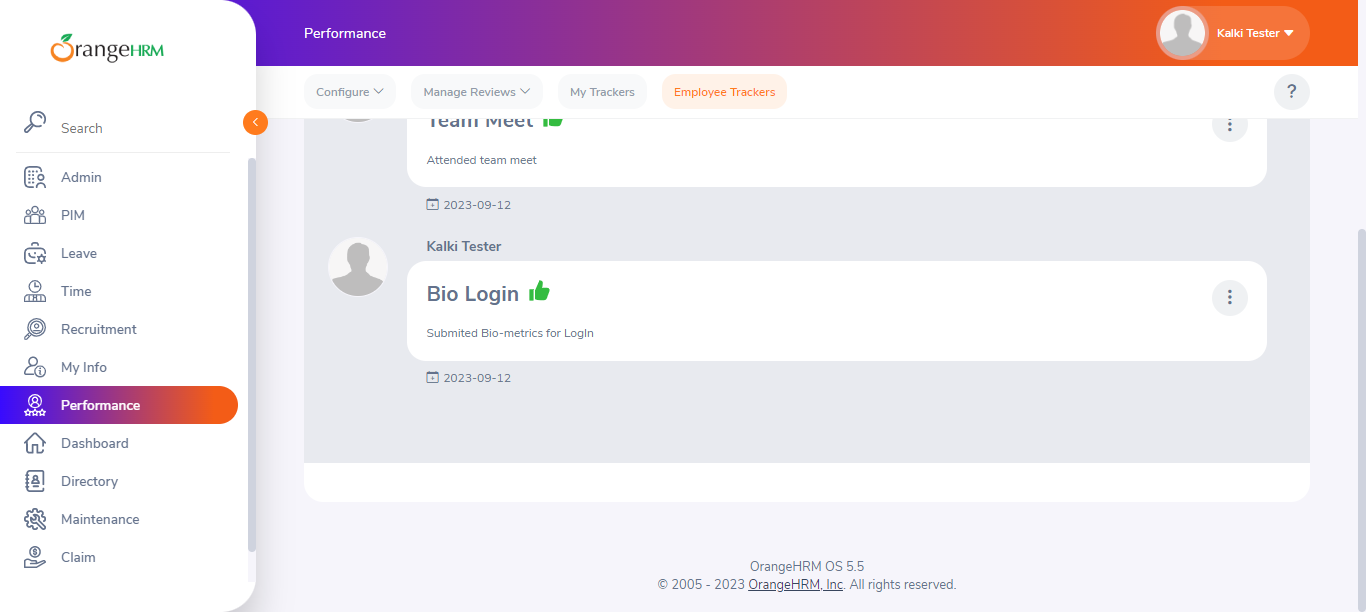 OrangeHRM
Search
Admin
PIM
Leave
Time
Recruitment
My Info
Performance
Dashboard
Directory
Maintenance
Claim
Performance
Kalki Tester
Configure
Manage Reviews
My Trackers
Employee Trackers
?
Team Meet
Attended team meet
2023-09-12
Kalki Tester
Bio Login
Submited Bio-metrics for LogIn
2023-09-12
OrangeHRM OS 5.5
© 2005 - 2023 OrangeHRM, Inc. All rights reserved.